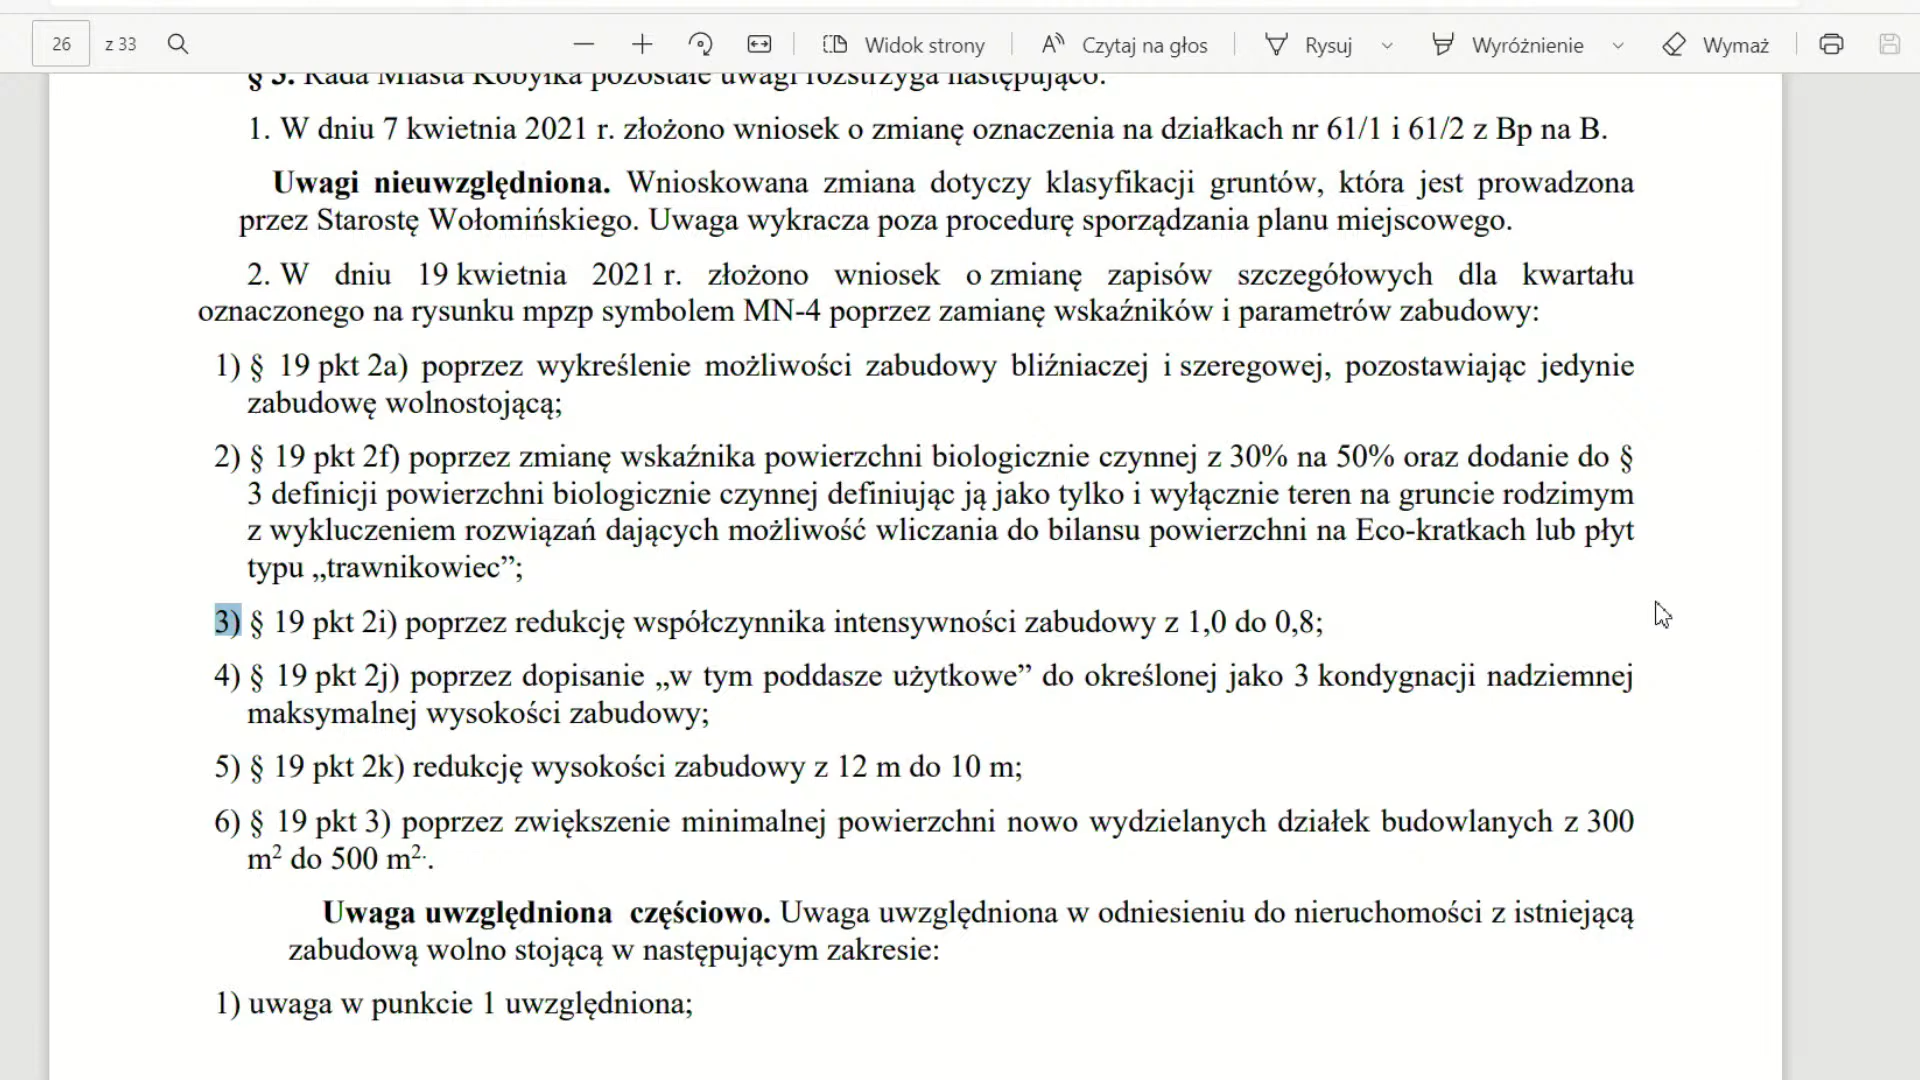 26 z 33 Widok strony Czytaj na głos Rysuj Wyróżnienie Wymaż
§ 3. Rada Miasta Kobyłka pozostałe uwagi rozstrzyga następująco:
1. W dniu 7 kwietnia 2021 r. złożono wniosek o zmianę oznaczenia na działkach nr 61/1 i 61/2 z Bp na B.
Uwagi nieuwzględniona. Wnioskowana zmiana dotyczy klasyfikacji gruntów, która jest prowadzona
przez Starostę Wołomińskiego. Uwaga wykracza poza procedurę sporządzania planu miejscowego.
2. W dniu 19 kwietnia 2021 r. złożono wniosek o zmianę zapisów szczegółowych dla kwartału
oznaczonego na rysunku mpzp symbolem MN-4 poprzez zamianę wskaźników i parametrów zabudowy:
1) § 19 pkt 2a) poprzez wykreślenie możliwości zabudowy bliźniaczej i szeregowej, pozostawiając jedynie
zabudowę wolnostojącą;
2) § 19 pkt 2f) poprzez zmianę wskaźnika powierzchni biologicznie czynnej z 30% na 50% oraz dodanie do §
3 definicji powierzchni biologicznie czynnej definiując ją jako tylko i wyłącznie teren na gruncie rodzimym
z wykluczeniem rozwiązań dających możliwość wliczania do bilansu powierzchni na Eco-kratkach lub płyt
typu „trawnikowiec”;
3) § 19 pkt 2i) poprzez redukcję współczynnika intensywności zabudowy z 1,0 do 0,8;
4) § 19 pkt 2j) poprzez dopisanie „w tym poddasze użytkowe” do określonej jako 3 kondygnacji nadziemnej
maksymalnej wysokości zabudowy;
5) § 19 pkt 2k) redukcję wysokości zabudowy z 12 m do 10 m;
6) § 19 pkt 3) poprzez zwiększenie minimalnej powierzchni nowo wydzielanych działek budowlanych z 300
m² do 500 m²·.
Uwaga uwzględniona częściowo. Uwaga uwzględniona w odniesieniu do nieruchomości z istniejącą
zabudową wolno stojącą w następującym zakresie:
1) uwaga w punkcie 1 uwzględniona;